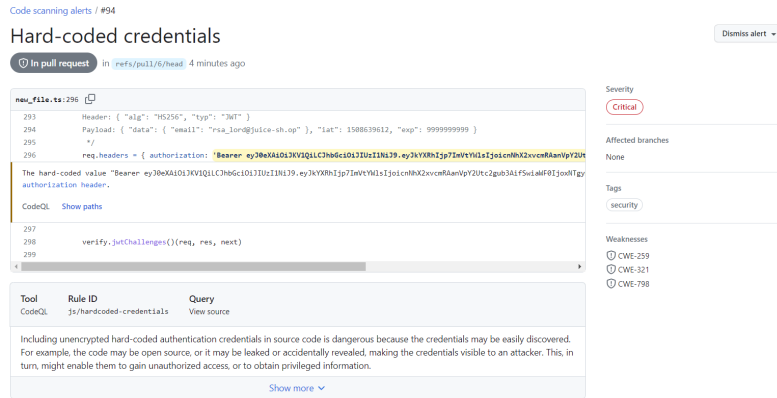 Code scanning alerts / #94
Hard-coded credentials
Dismiss alert
In pull request in refs/pull/6/head 4 minutes ago
new_file.ts:296
293 Header: { "alg": "HS256", "typ": "JWT" }
294 Payload: { "data": { "email": "rsa_lord@juice-sh.op" }, "iat": 1508639612, "exp": 9999999999 }
295 */
296 req.headers = { authorization: 'Bearer eyJ0eXAiOiJKV1QiLCJhbGciOiJIUzI1NiJ9.eyJkYXRhIjp7ImVtYWlsIjoicnNhX2xvcmRAanVpY2Ut
The hard-coded value "Bearer eyJ0eXAiOiJKV1QiLCJhbGciOiJIUzI1NiJ9.eyJkYXRhIjp7ImVtYWlsIjoicnNhX2xvcmRAanVpY2Utc2gub3AifSwiaWF0IjoxNTgy
authorization header.
CodeQL Show paths
297
298 verify.jwtChallenges()(req, res, next)
299
Tool Rule ID Query
CodeQL js/hardcoded-credentials View source
Including unencrypted hard-coded authentication credentials in source code is dangerous because the credentials may be easily discovered.
For example, the code may be open source, or it may be leaked or accidentally revealed, making the credentials visible to an attacker. This, in
turn, might enable them to gain unauthorized access, or to obtain privileged information.
Show more
Severity
Critical
Affected branches
None
Tags
security
Weaknesses
CWE-259
CWE-321
CWE-798